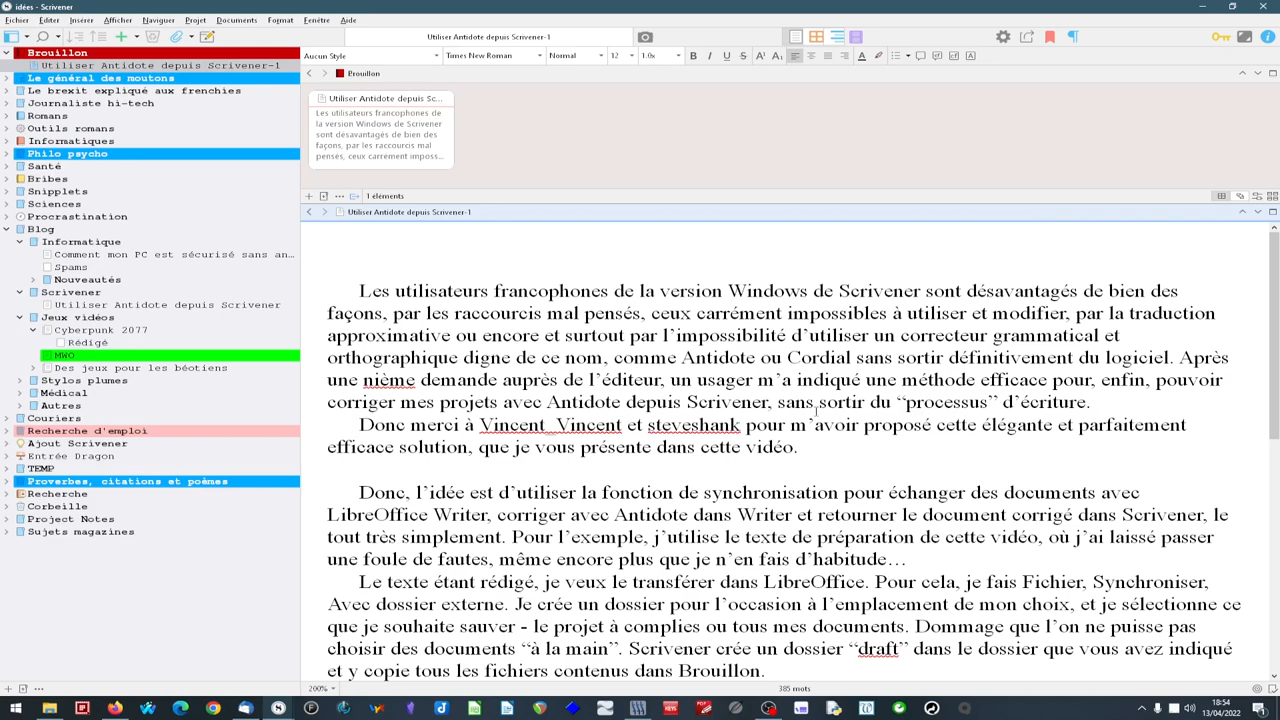 idées - Scrivener
Fichier Éditer Insérer Afficher Naviguer Projet Documents Format Fenêtre Aide
Utiliser Antidote depuis Scrivener-1
Aucun Style Times New Roman Normal 12 1.0x B I U S
Brouillon
Utiliser Antidote depuis Scrivener-1
Le général des moutons
Le brexit expliqué aux frenchies
Journaliste hi-tech
Romans
Outils romans
Informatiques
Philo psycho
Santé
Bribes
Snipplets
Sciences
Procrastination
Blog
Informatique
Comment mon PC est sécurisé sans an…
Spams
Nouveautés
Scrivener
Utiliser Antidote depuis Scrivener
Jeux vidéos
Cyberpunk 2077
Rédigé
MWO
Des jeux pour les béotiens
Stylos plumes
Médical
Autres
Couriers
Recherche d'emploi
Ajout Scrivener
Entrée Dragon
TEMP
Proverbes, citations et poèmes
Recherche
Corbeille
Project Notes
Sujets magazines
Brouillon
Utiliser Antidote depuis Sc...
Les utilisateurs francophones de
la version Windows de Scrivener
sont désavantagés de bien des
façons, par les raccourcis mal
pensés, ceux carrément imposs...
1 éléments
Utiliser Antidote depuis Scrivener-1
Les utilisateurs francophones de la version Windows de Scrivener sont désavantagés de bien des
façons, par les raccourcis mal pensés, ceux carrément impossibles à utiliser et modifier, par la traduction
approximative ou encore et surtout par l’impossibilité d’utiliser un correcteur grammatical et
orthographique digne de ce nom, comme Antidote ou Cordial sans sortir définitivement du logiciel. Après
une nième demande auprès de l’éditeur, un usager m’a indiqué une méthode efficace pour, enfin, pouvoir
corriger mes projets avec Antidote depuis Scrivener, sans sortir du “processus” d’écriture.
Donc merci à Vincent_Vincent et steveshank pour m’avoir proposé cette élégante et parfaitement
efficace solution, que je vous présente dans cette vidéo.
Donc, l’idée est d’utiliser la fonction de synchronisation pour échanger des documents avec
LibreOffice Writer, corriger avec Antidote dans Writer et retourner le document corrigé dans Scrivener, le
tout très simplement. Pour l’exemple, j’utilise le texte de préparation de cette vidéo, où j’ai laissé passer
une foule de fautes, même encore plus que je n’en fais d’habitude…
Le texte étant rédigé, je veux le transférer dans LibreOffice. Pour cela, je fais Fichier, Synchroniser,
Avec dossier externe. Je crée un dossier pour l’occasion à l’emplacement de mon choix, et je sélectionne ce
que je souhaite sauver - le projet à complies ou tous mes documents. Dommage que l’on ne puisse pas
choisir des documents “à la main”. Scrivener crée un dossier “draft” dans le dossier que vous avez indiqué
et y copie tous les fichiers contenus dans Brouillon.
200% 385 mots
18:54
13/04/2022